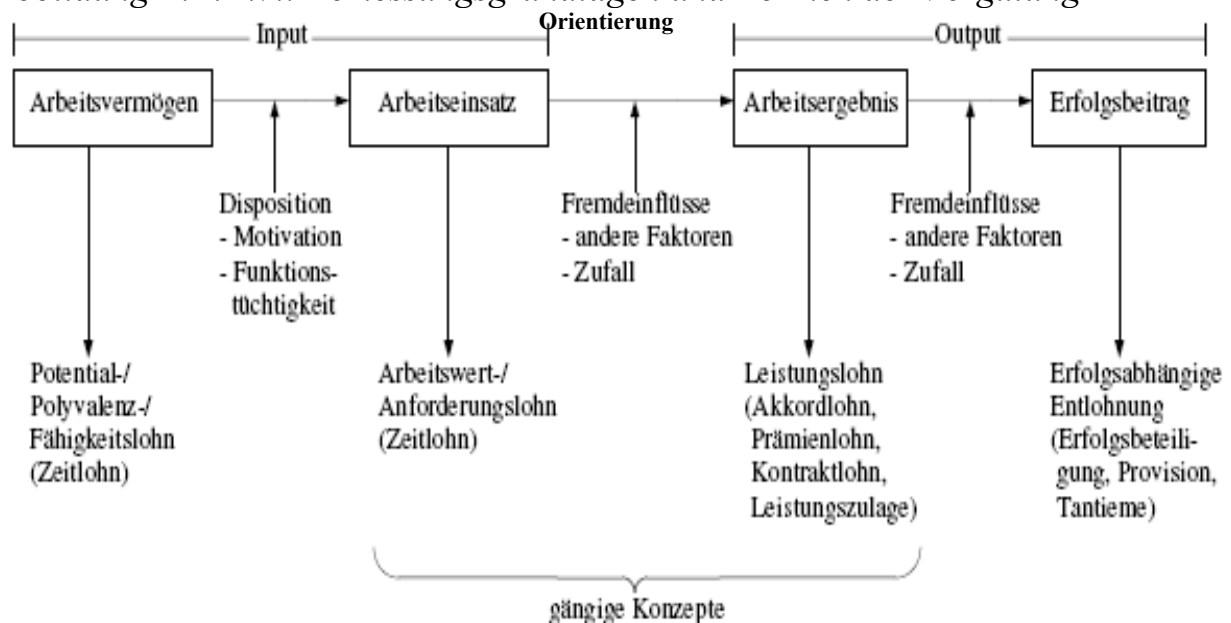 Input
Orientierung
Output
Arbeitsvermögen
Arbeitseinsatz
Arbeitsergebnis
Erfolgsbeitrag
Disposition
- Motivation
- Funktions-
tüchtigkeit
Fremdeinflüsse
- andere Faktoren
- Zufall
Fremdeinflüsse
- andere Faktoren
- Zufall
Potential-/
Polyvalenz-/
Fähigkeitslohn
(Zeitlohn)
Arbeitswert-/
Anforderungslohn
(Zeitlohn)
Leistungslohn
(Akkordlohn,
Prämienlohn,
Kontraktlohn,
Leistungszulage)
Erfolgsabhängige
Entlohnung
(Erfolgsbeteili-
gung, Provision,
Tantieme)
gängige Konzepte